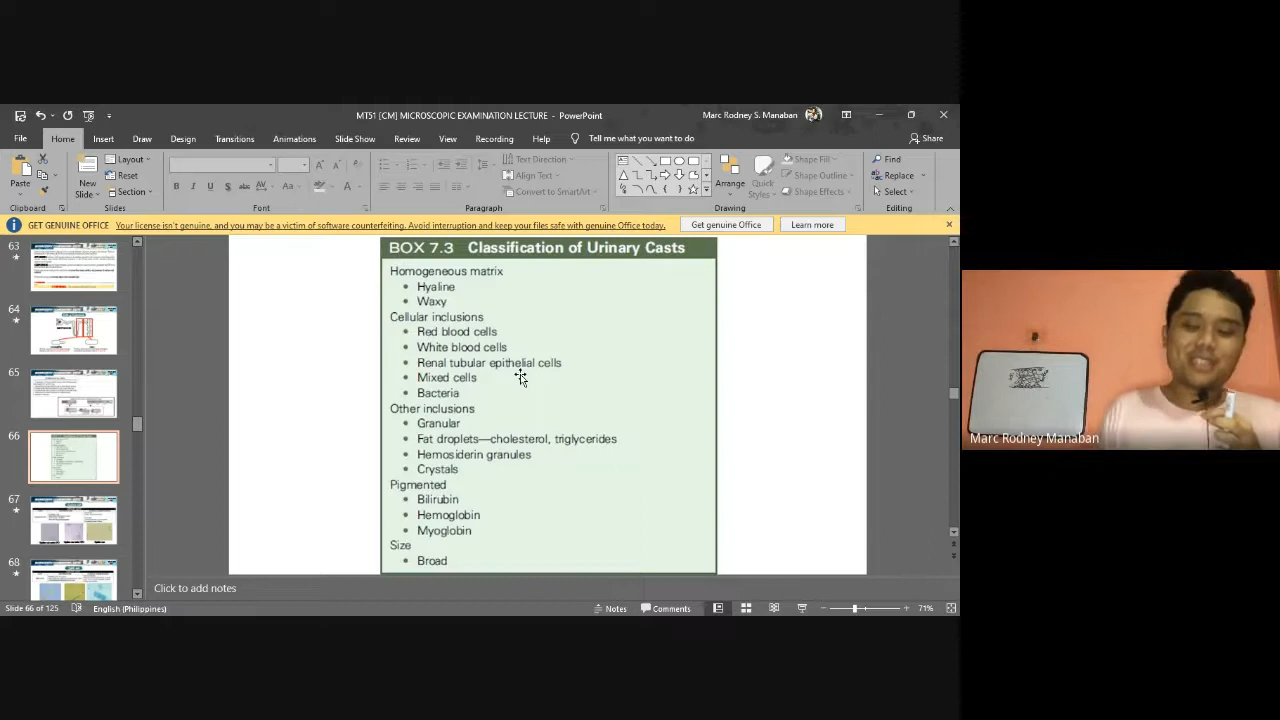 MT51 [CM] MICROSCOPIC EXAMINATION LECTURE - PowerPoint
Marc Rodney S. Manaban
File Home Insert Draw Design Transitions Animations Slide Show Review View Recording Help Tell me what you want to do Share
Paste
New Slide
Layout
Reset
Section
B I U S abc AV Aa A
Text Direction
Align Text
Convert to SmartArt
Arrange
Quick Styles
Shape Fill
Shape Outline
Shape Effects
Find
Replace
Select
Clipboard Slides Font Paragraph Drawing Editing
GET GENUINE OFFICE Your license isn't genuine, and you may be a victim of software counterfeiting. Avoid interruption and keep your files safe with genuine Office today. Get genuine Office Learn more
63
64
65
66
67
68
BOX 7.3 Classification of Urinary Casts
Homogeneous matrix
• Hyaline
• Waxy
Cellular inclusions
• Red blood cells
• White blood cells
• Renal tubular epithelial cells
• Mixed cells
• Bacteria
Other inclusions
• Granular
• Fat droplets—cholesterol, triglycerides
• Hemosiderin granules
• Crystals
Pigmented
• Bilirubin
• Hemoglobin
• Myoglobin
Size
• Broad
Click to add notes
Slide 66 of 125 English (Philippines) Notes Comments 71%
Marc Rodney Manaban